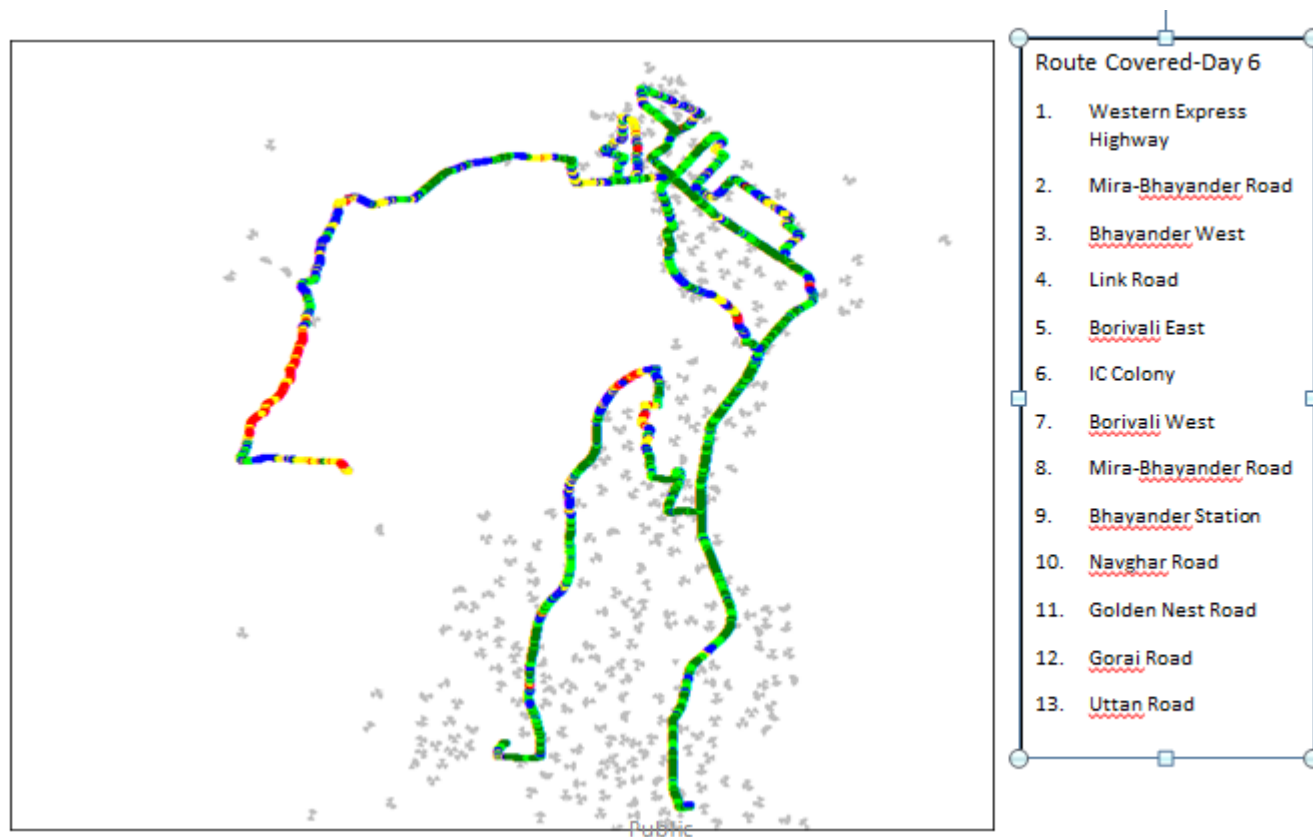 Route Covered-Day 6
1. Western Express
Highway
2. Mira-Bhayander Road
3. Bhayander West
4. Link Road
5. Borivali East
6. IC Colony
7. Borivali West
8. Mira-Bhayander Road
9. Bhayander Station
10. Navghar Road
11. Golden Nest Road
12. Gorai Road
13. Uttan Road
Public